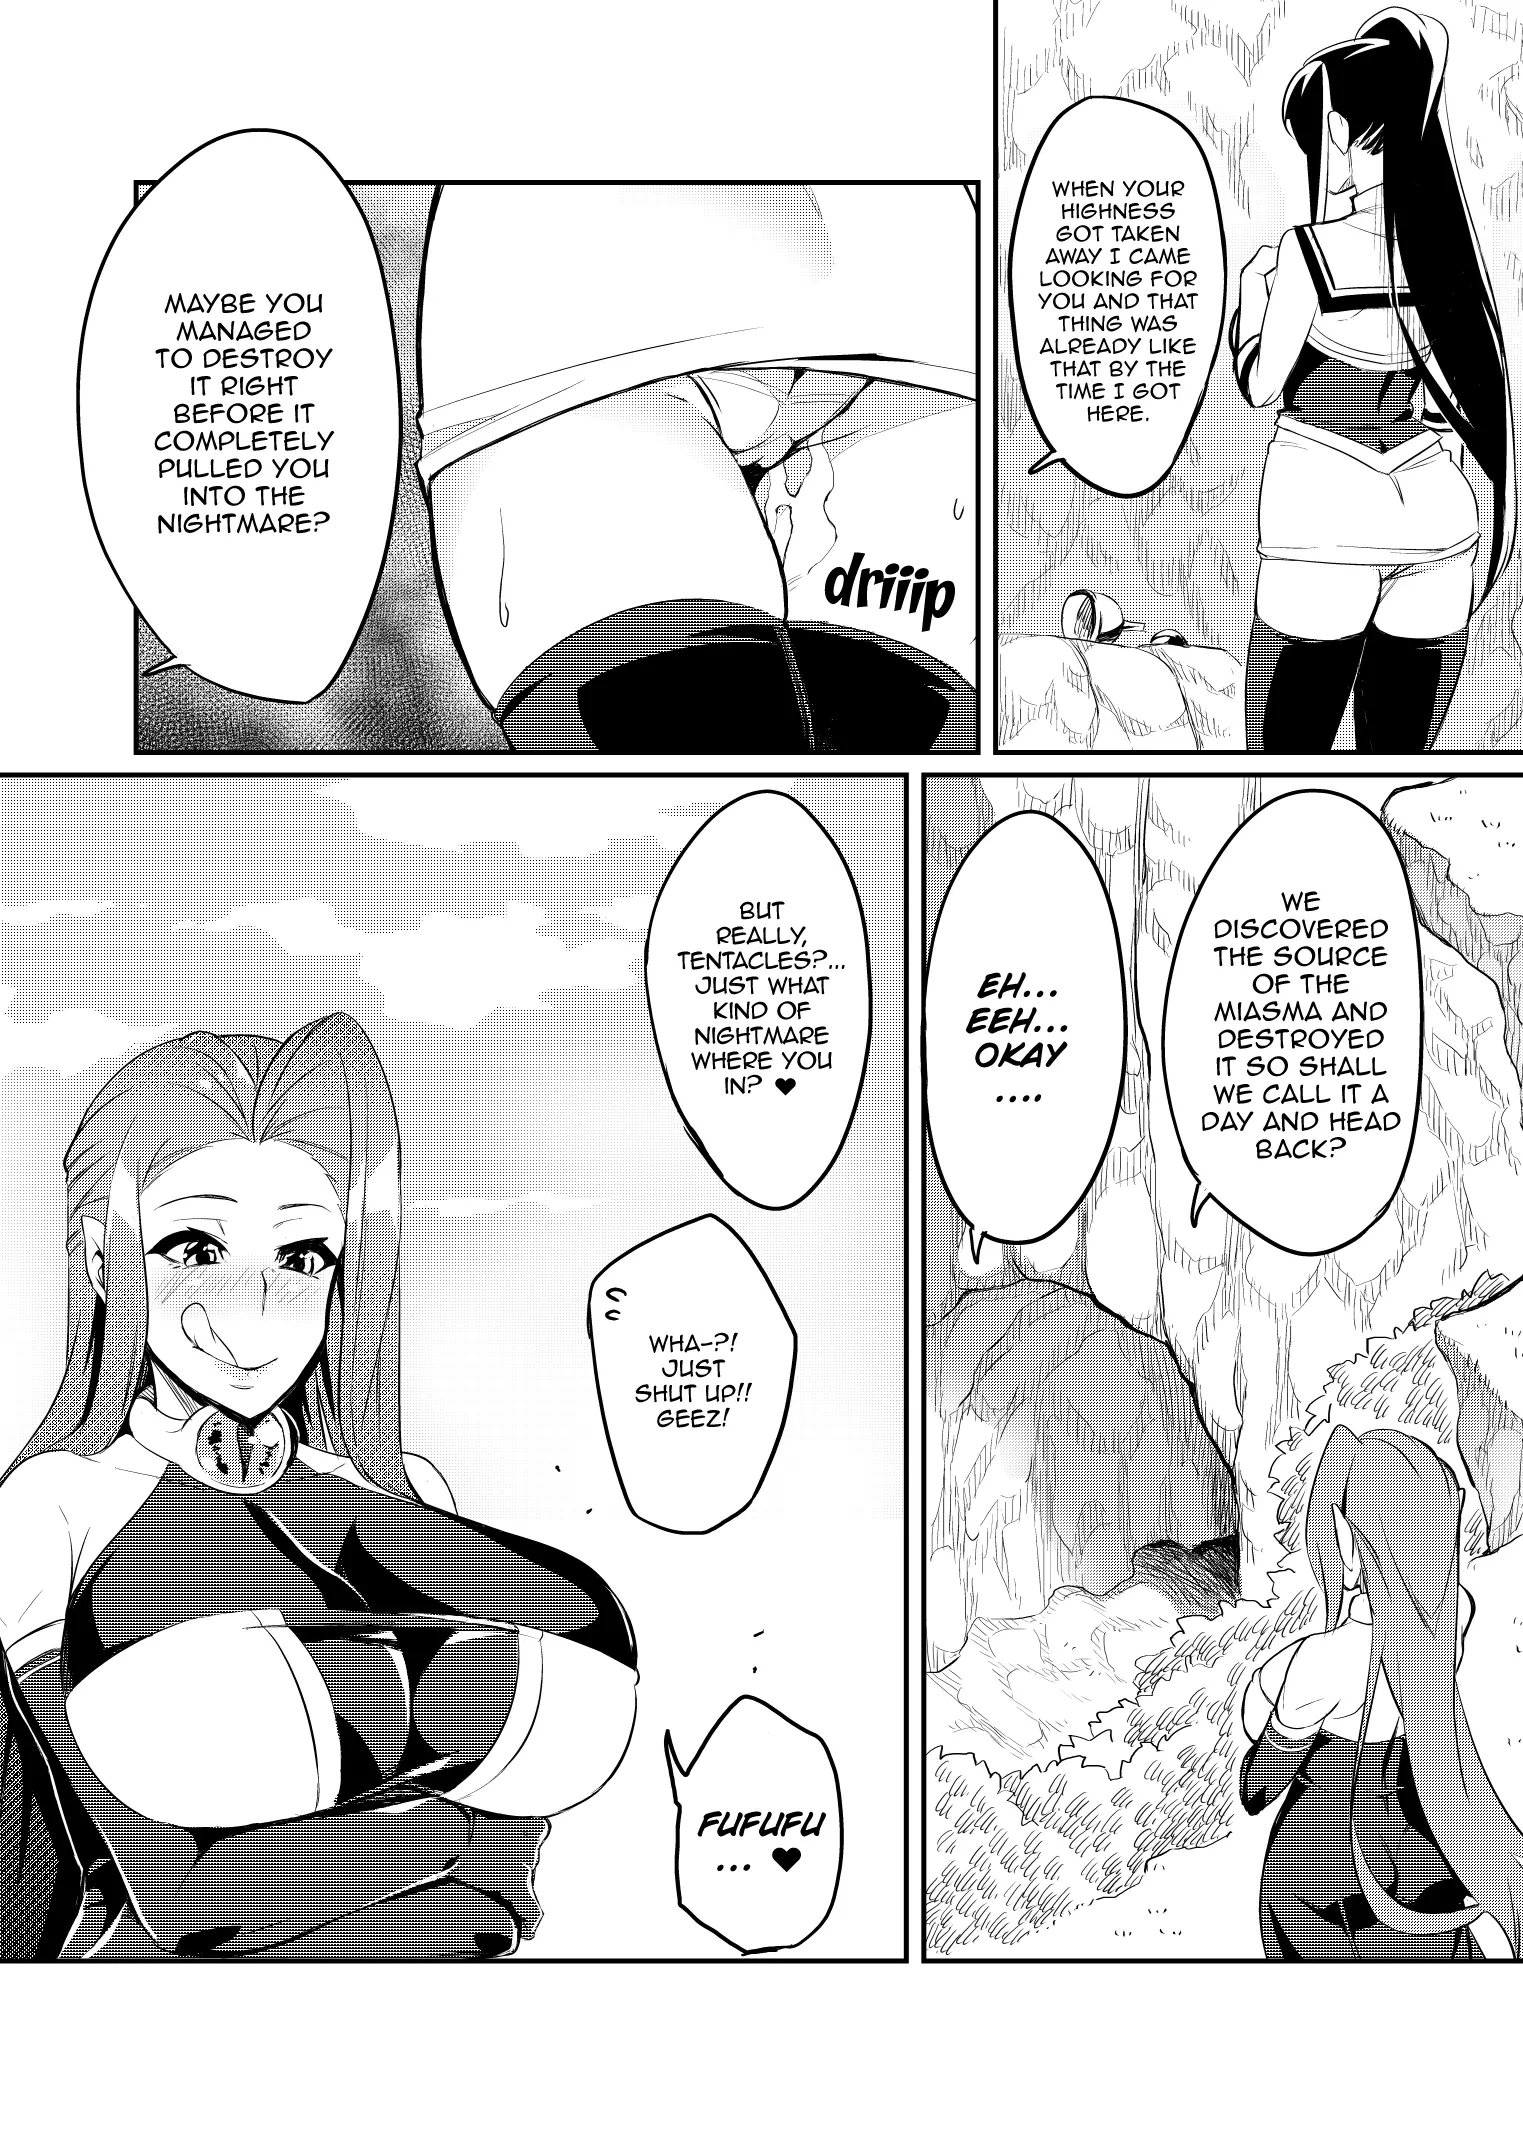 WHEN YOUR
HIGHNESS
GOT TAKEN
AWAY I CAME
LOOKING FOR
YOU AND THAT
THING WAS
ALREADY LIKE
THAT BY THE
TIME I GOT
HERE.
MAYBE YOU
MANAGED
TO DESTROY
IT RIGHT
BEFORE IT
COMPLETELY
PULLED YOU
INTO THE
NIGHTMARE?
driiip
WE
DISCOVERED
THE SOURCE
OF THE
MIASMA AND
DESTROYED
IT SO SHALL
WE CALL IT A
DAY AND HEAD
BACK?
EH...
EEH...
OKAY
....
BUT
REALLY,
TENTACLES?...
JUST WHAT
KIND OF
NIGHTMARE
WHERE YOU
IN? ♥
WHA-?!
JUST
SHUT UP!!
GEEZ!
FUFUFU
... ♥